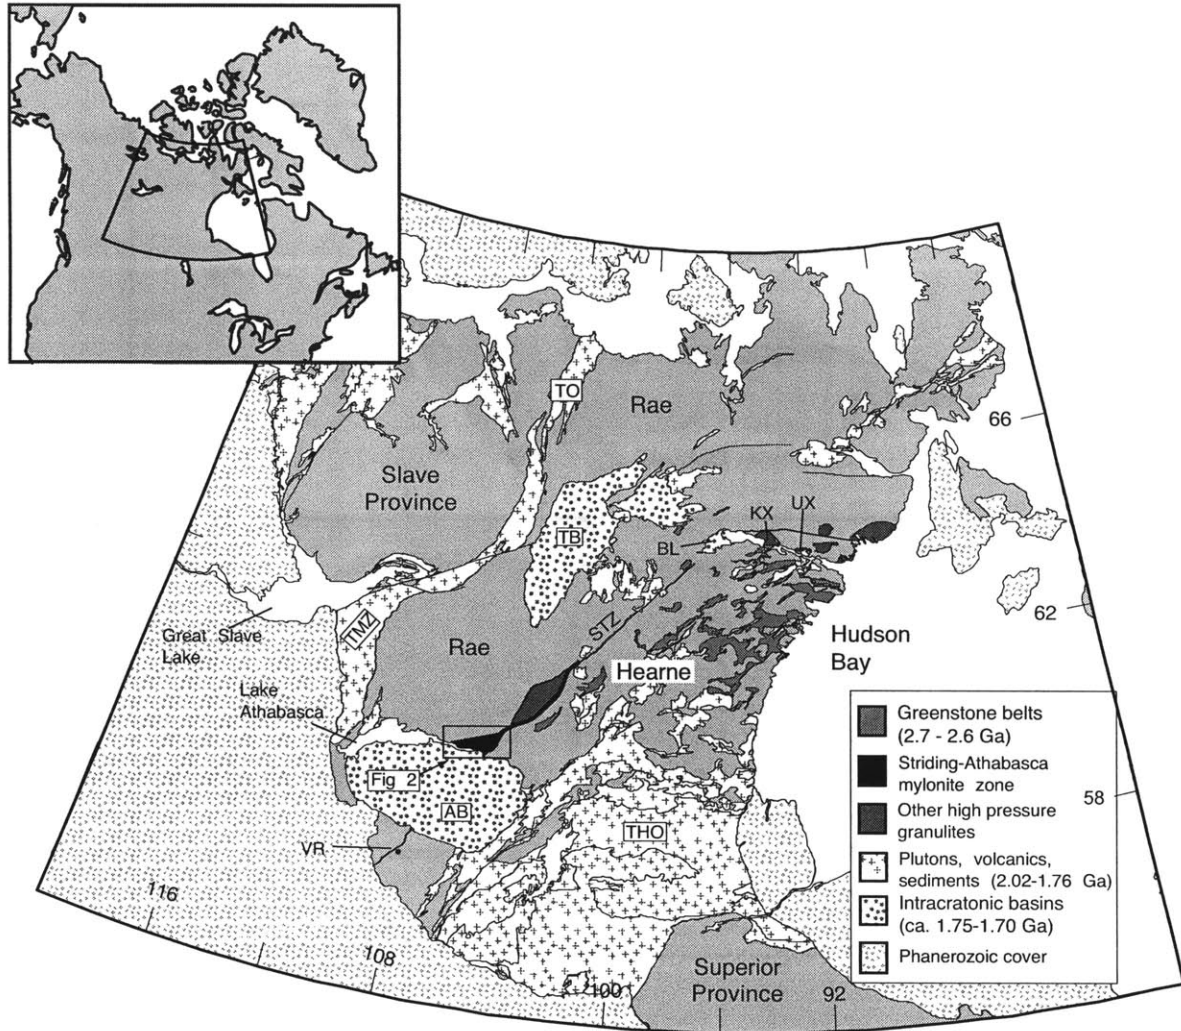 TO
Rae
66
Slave
Province
KX
UX
TB
BL
62
Great Slave
Lake
TMZ
STZ
Rae
Hudson
Bay
Hearne
Lake
Athabasca
Fig 2
AB
THO
58
VR
116
108
100
92
Superior
Province
Greenstone belts
(2.7 - 2.6 Ga)
Striding-Athabasca
mylonite zone
Other high pressure
granulites
Plutons, volcanics,
sediments (2.02-1.76 Ga)
Intracratonic basins
(ca. 1.75-1.70 Ga)
Phanerozoic cover